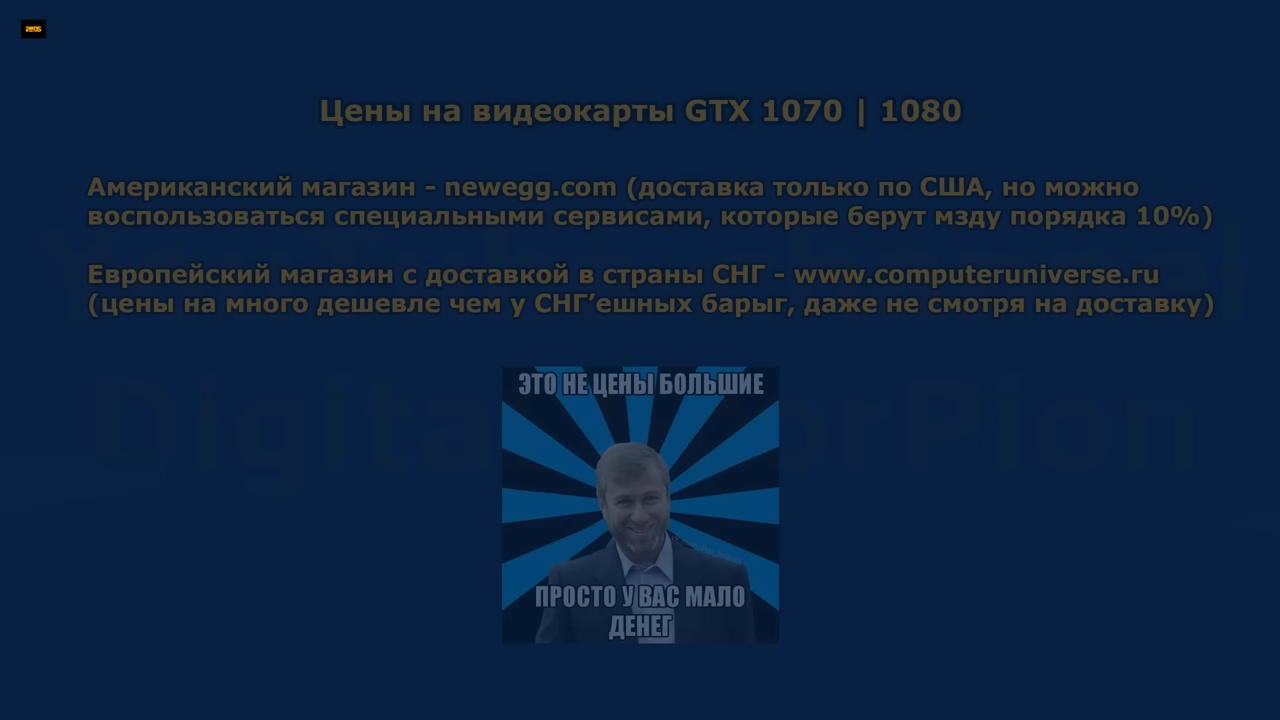 Цены на видеокарты GTX 1070 | 1080
Американский магазин - newegg.com (доставка только по США, но можно
воспользоваться специальными сервисами, которые берут мзду порядка 10%)
Европейский магазин с доставкой в страны СНГ - www.computeruniverse.ru
(цены на много дешевле чем у СНГ’ешных барыг, даже не смотря на доставку)
ЭТО НЕ ЦЕНЫ БОЛЬШИЕ
ПРОСТО У ВАС МАЛО
ДЕНЕГ